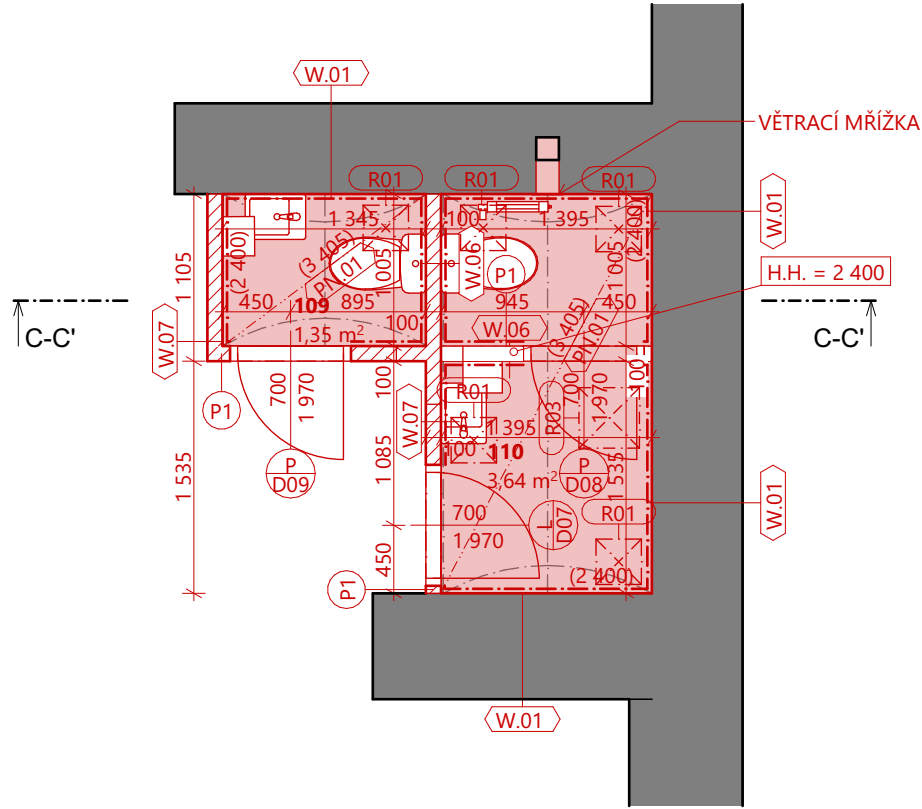 W.01
VĚTRACÍ MŘÍŽKA
R01
R01
R01
1 345
100
1 395
W.01
(2 400)
(3 405)
PN.01
1 005
W.06
P1
1 005
(2 400)
H.H. = 2 400
1 105
450
109
895
945
450
C-C'
1,35 m²
100
W.06
(3 405)
PN.01
C-C'
W.07
R01
100
700
1 970
P1
100
W.07
R03
700
1 970
1 395
100
110
3,64 m²
P
D09
1 085
P
D08
1 535
1 535
W.01
R01
700
1 970
L
D07
450
P1
(2 400)
W.01